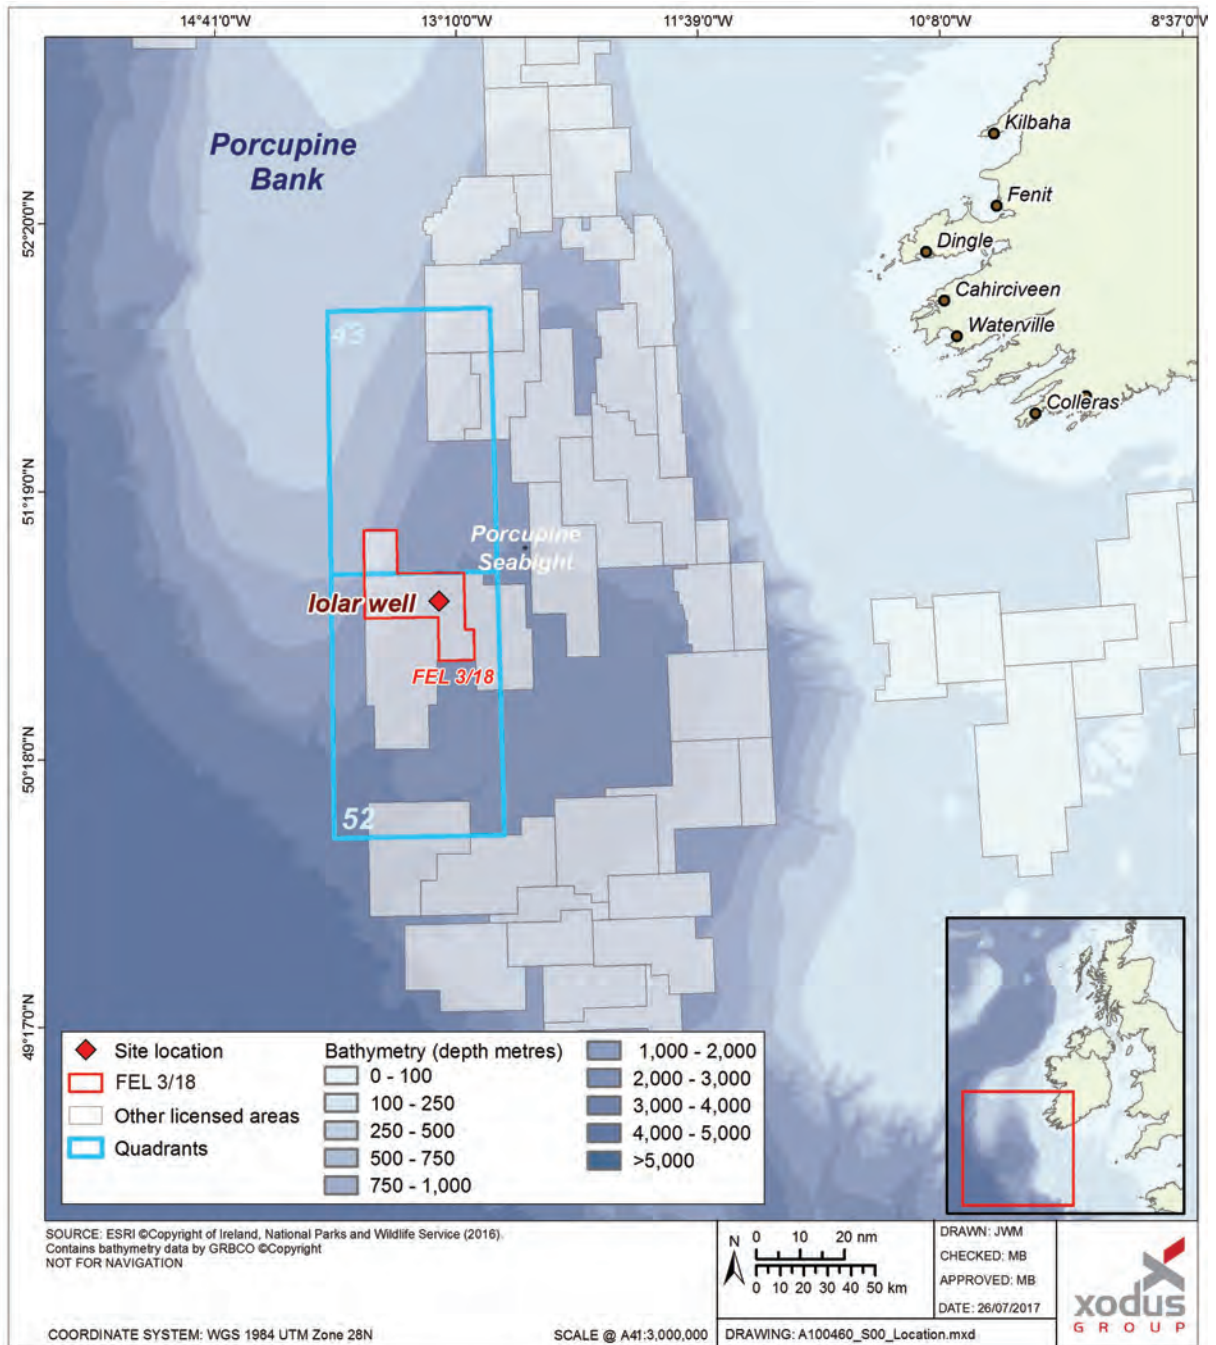 14°41'0"W 13°10'0"W 11°39'0"W 10°8'0"W 8°37'0"W
52°20'0"N
51°19'0"N
50°18'0"N
49°17'0"N
Porcupine
Bank
Kilbaha
Fenit
Dingle
Cahirciveen
Waterville
Colleras
43
Porcupine
Seabight
Iolar well
FEL 3/18
52
Site location
FEL 3/18
Other licensed areas
Quadrants
Bathymetry (depth metres)
0 - 100
100 - 250
250 - 500
500 - 750
750 - 1,000
1,000 - 2,000
2,000 - 3,000
3,000 - 4,000
4,000 - 5,000
>5,000
SOURCE: ESRI ©Copyright of Ireland, National Parks and Wildlife Service (2016).
Contains bathymetry data by GRBCO ©Copyright
NOT FOR NAVIGATION
COORDINATE SYSTEM: WGS 1984 UTM Zone 28N
SCALE @ A41:3,000,000
N
0 10 20 nm
0 10 20 30 40 50 km
DRAWING: A100460_S00_Location.mxd
DRAWN: JWM
CHECKED: MB
APPROVED: MB
DATE: 26/07/2017
xodus
GROUP